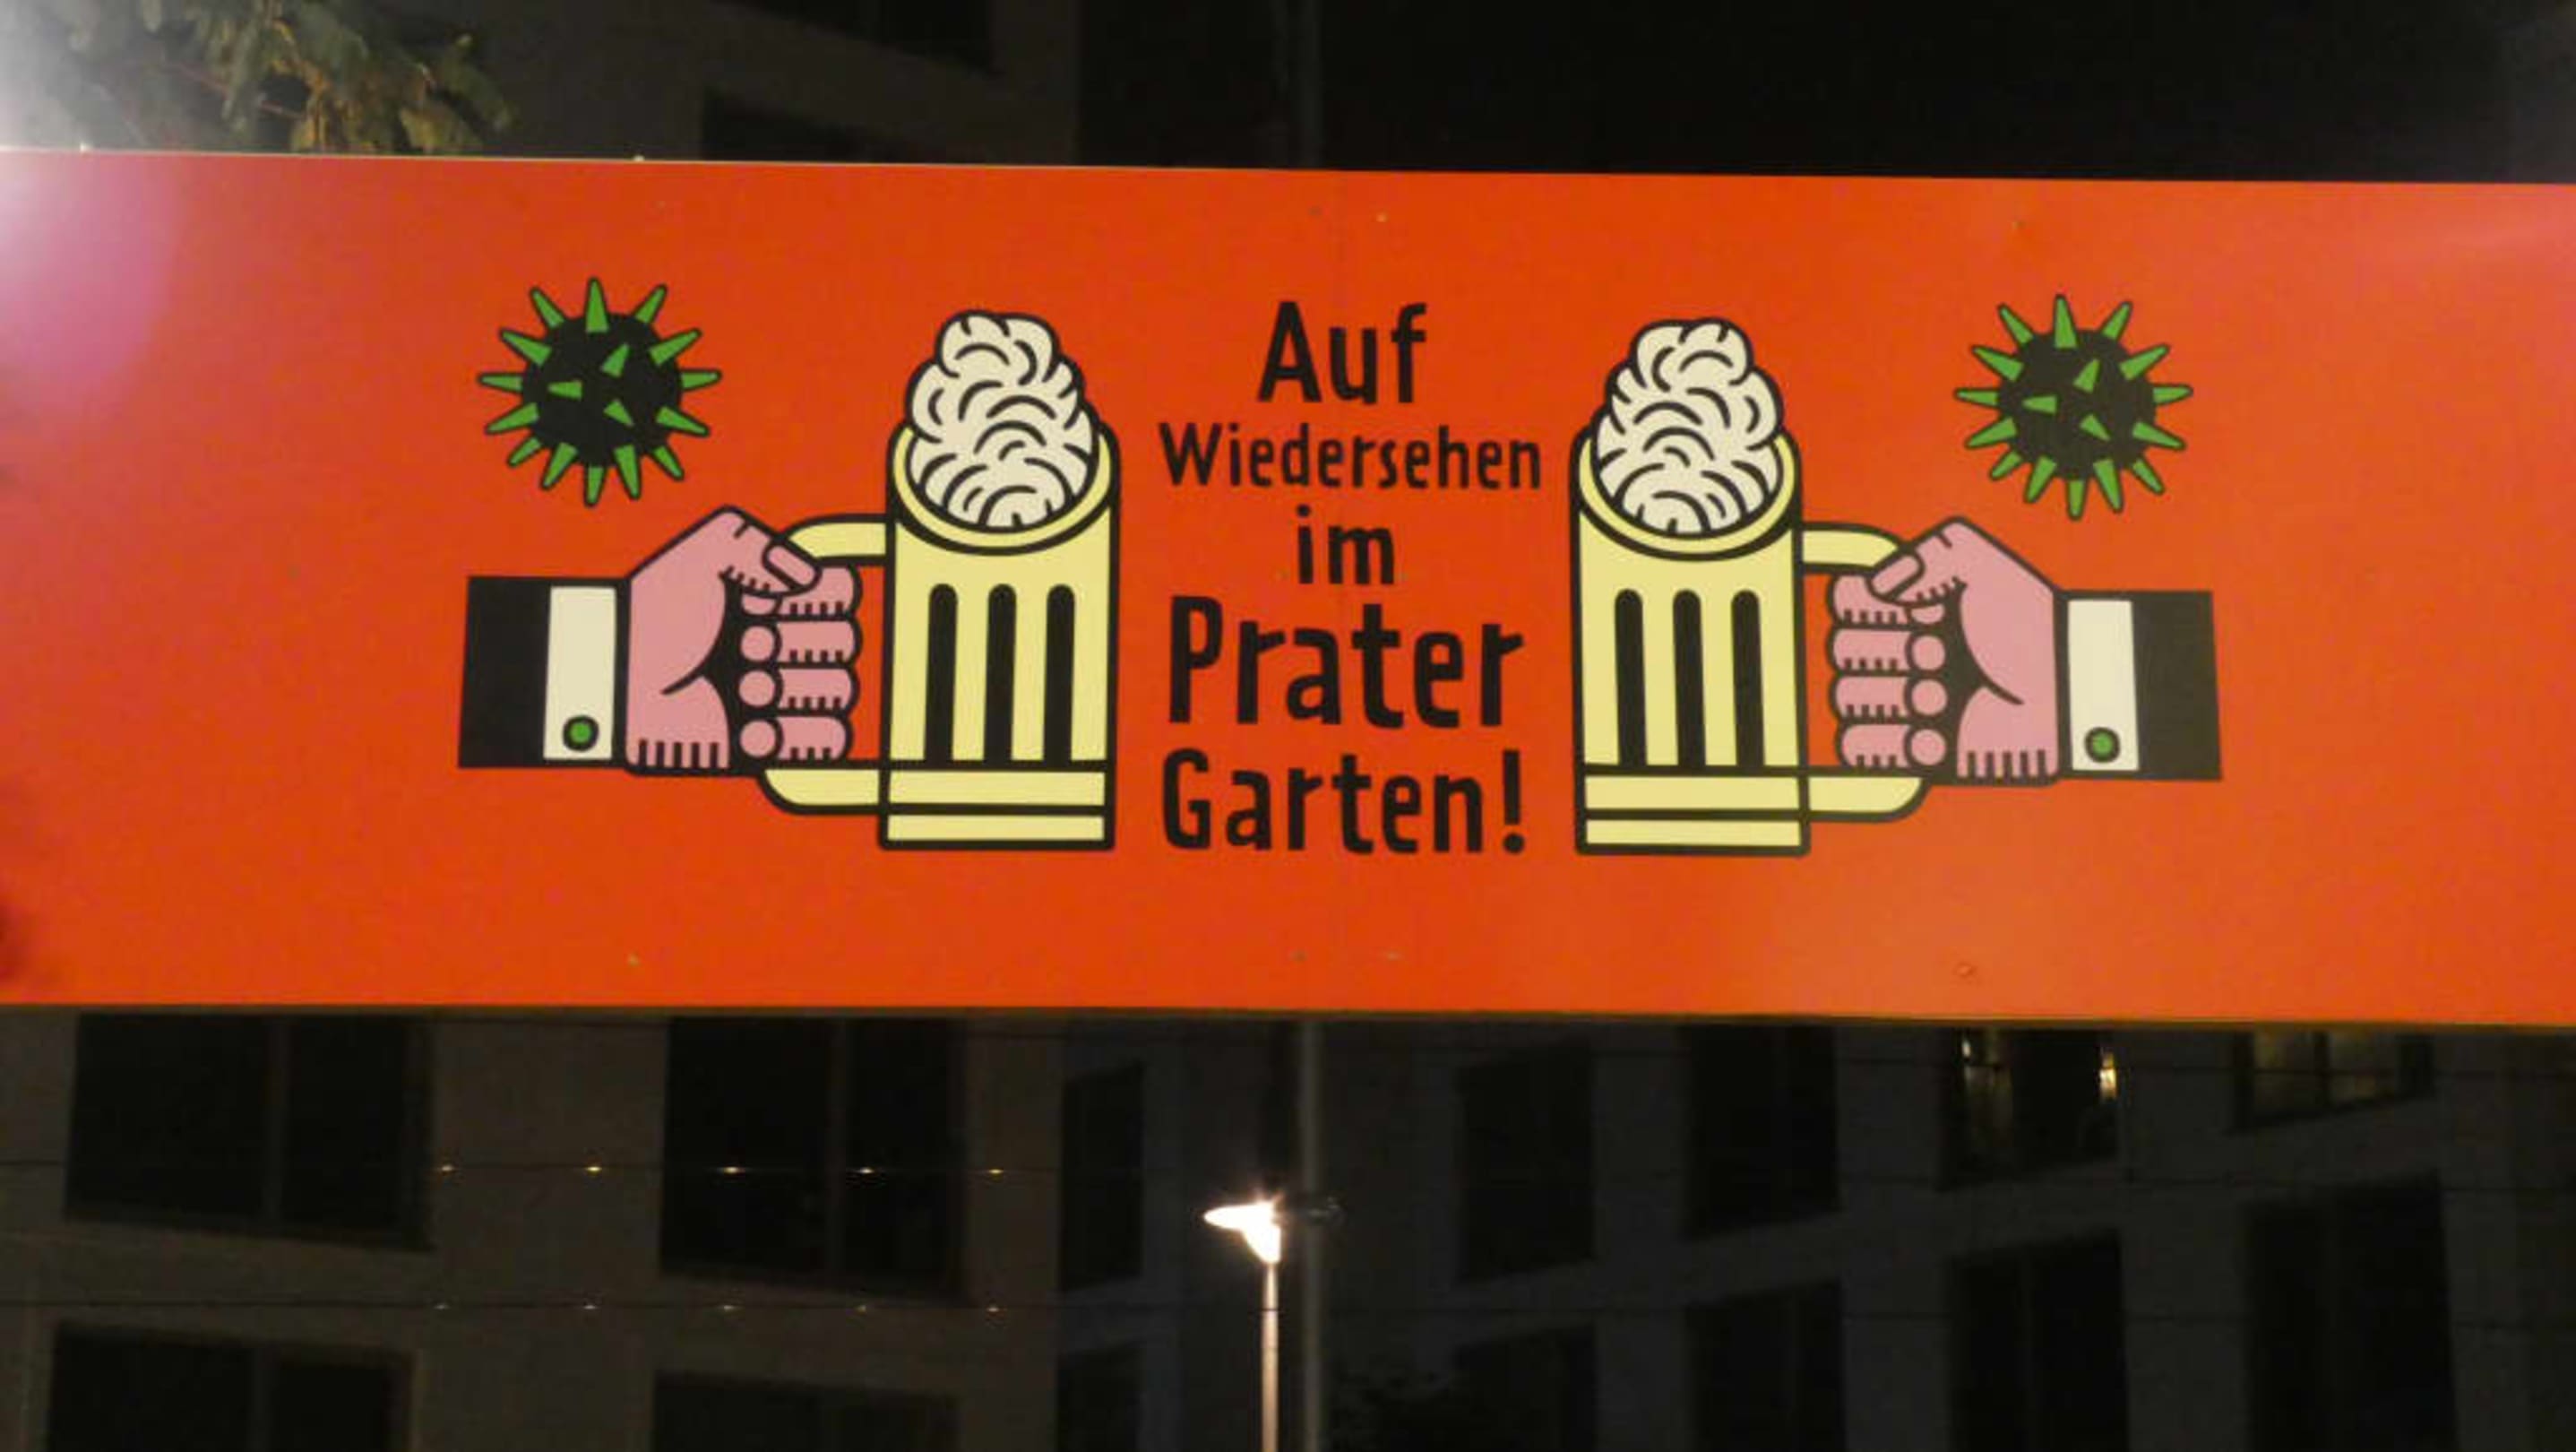 Auf
Wiedersehen
im
Prater
Garten!